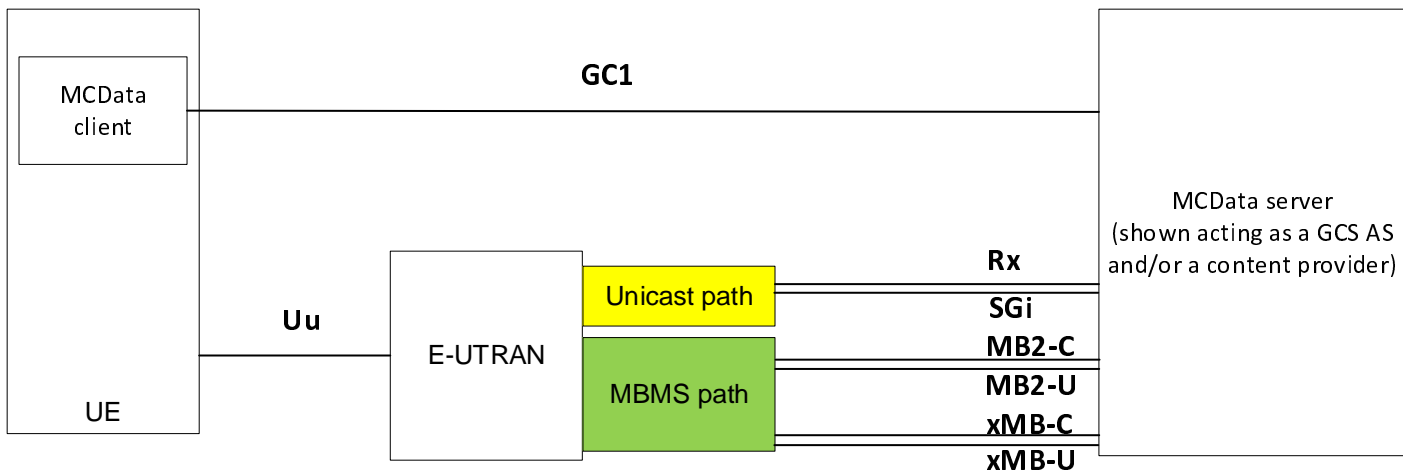 GC1
MCData
client
MCData server
(shown acting as a GCS AS
and/or a content provider)
Rx
Unicast path
SGi
Uu
MB2-C
E-UTRAN
MB2-U
MBMS path
UE
xMB-C
xMB-U